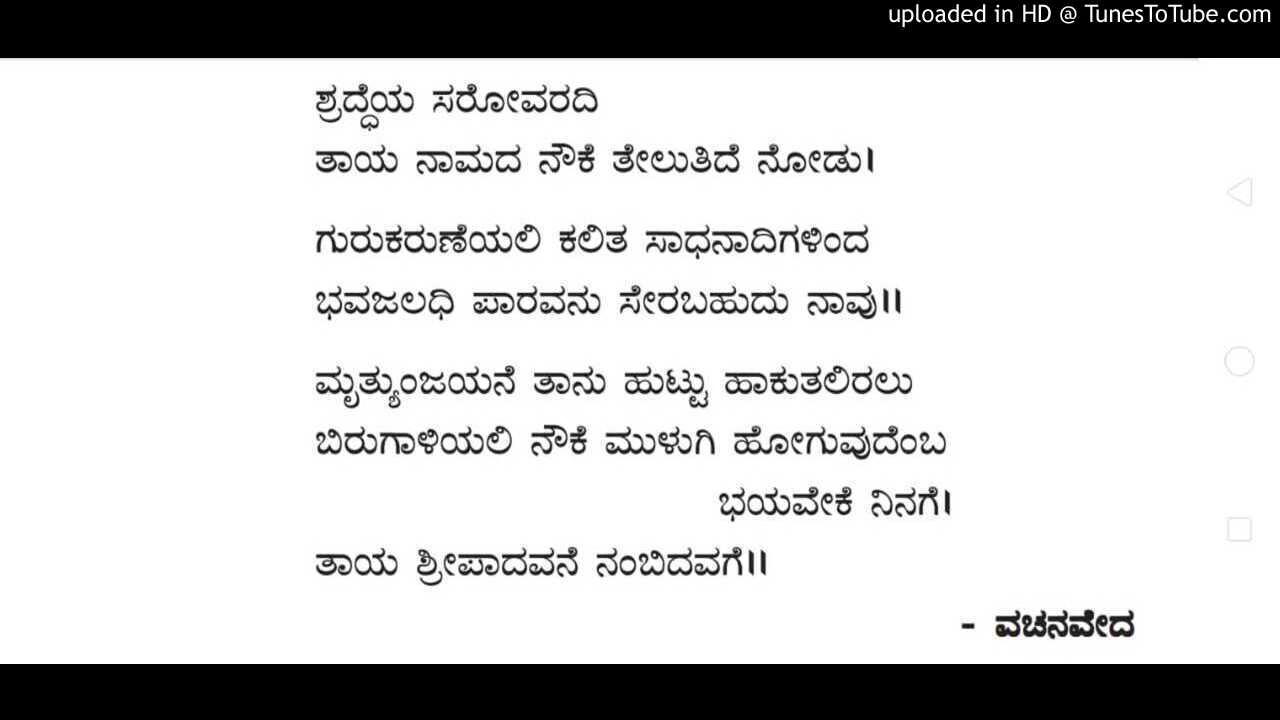 uploaded in HD @ TunesToTube.com
ಶ್ರದ್ಧೆಯ ಸರೋವರದಿ
ತಾಯ ನಾಮದ ನೌಕೆ ತೇಲುತಿದೆ ನೋಡು।
ಗುರುಕರುಣೆಯಲಿ ಕಲಿತ ಸಾಧನಾದಿಗಳಿಂದ
ಭವಜಲಧಿ ಪಾರವನು ಸೇರಬಹುದು ನಾವು।।
ಮೃತ್ಯುಂಜಯನೆ ತಾನು ಹುಟ್ಟು ಹಾಕುತಲಿರಲು
ಬಿರುಗಾಳಿಯಲಿ ನೌಕೆ ಮುಳುಗಿ ಹೋಗುವುದೆಂಬ
ಭಯವೇಕೆ ನಿನಗೆ।
ತಾಯ ಶ್ರೀಪಾದವನೆ ನಂಬಿದವಗೆ।।
- ವಚನವೇದ